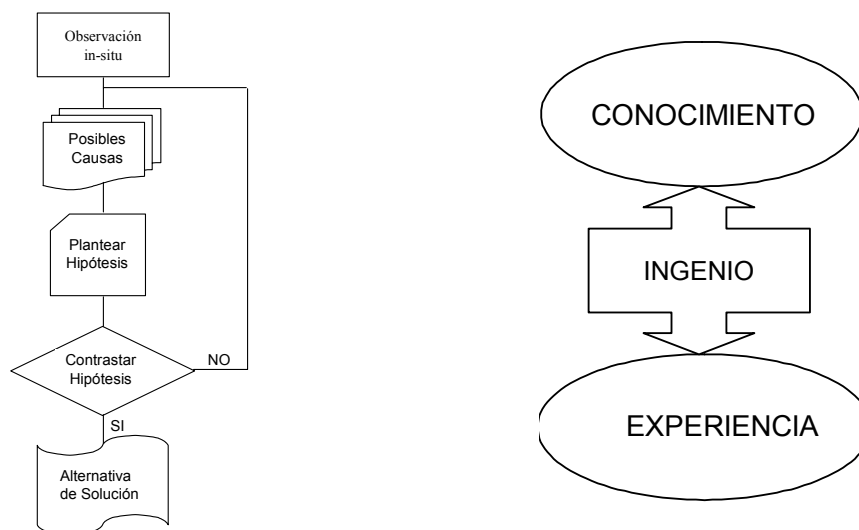 Observación
in-situ
Posibles
Causas
Plantear
Hipótesis
Contrastar
Hipótesis
NO
SI
Alternativa
de Solución
CONOCIMIENTO
INGENIO
EXPERIENCIA